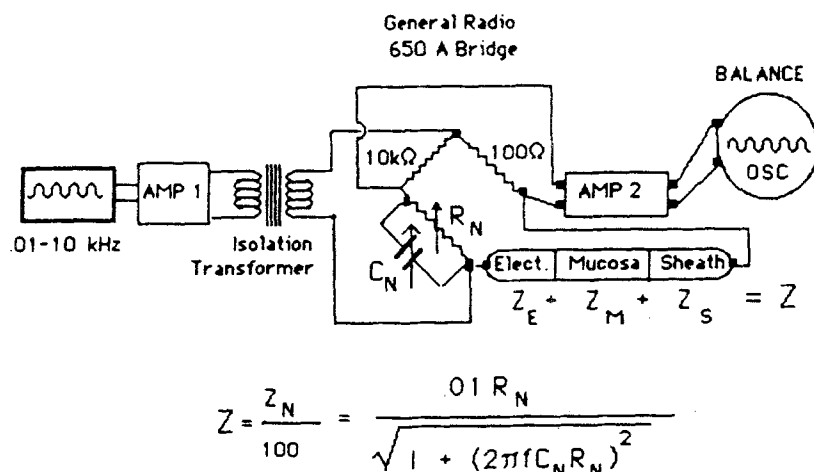 General Radio
650 A Bridge
BALANCE
OSC
10kΩ
100Ω
AMP 1
AMP 2
.01-10 kHz
Isolation
Transformer
R_N
C_N
Elect. Mucosa Sheath
Z_E + Z_M + Z_S = Z
Z = Z_N / 100 = .01 R_N / √(1 + (2πfC_N R_N)^2)